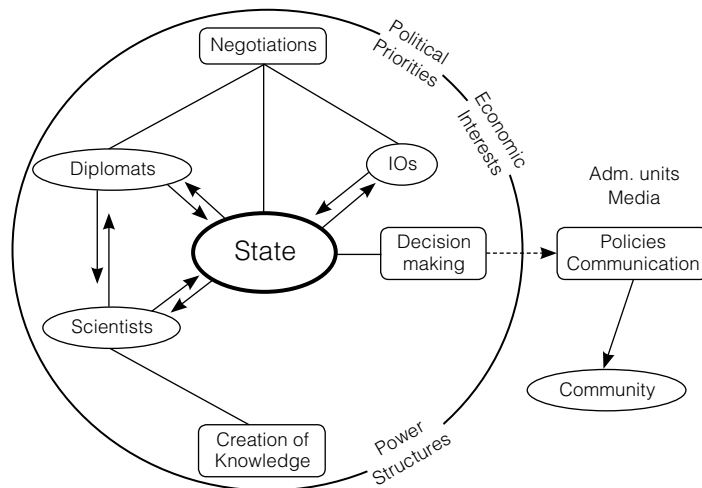 Negotiations
Political
Priorities
Economic
Interests
Diplomats
IOs
Adm. units
Media
State
Decision
making
Policies
Communication
Scientists
Community
Creation of
Knowledge
Power
Structures